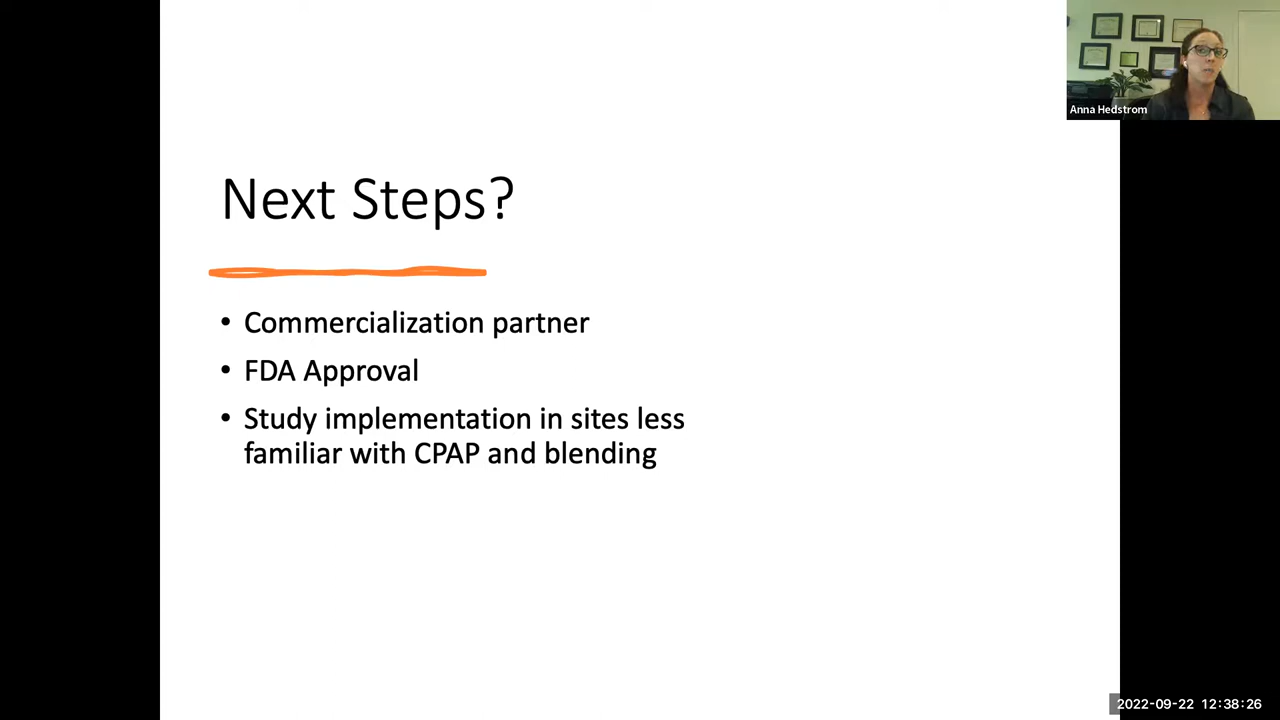 Anna Hedstrom
Next Steps?
• Commercialization partner
• FDA Approval
• Study implementation in sites less
familiar with CPAP and blending
2022-09-22 12:38:26